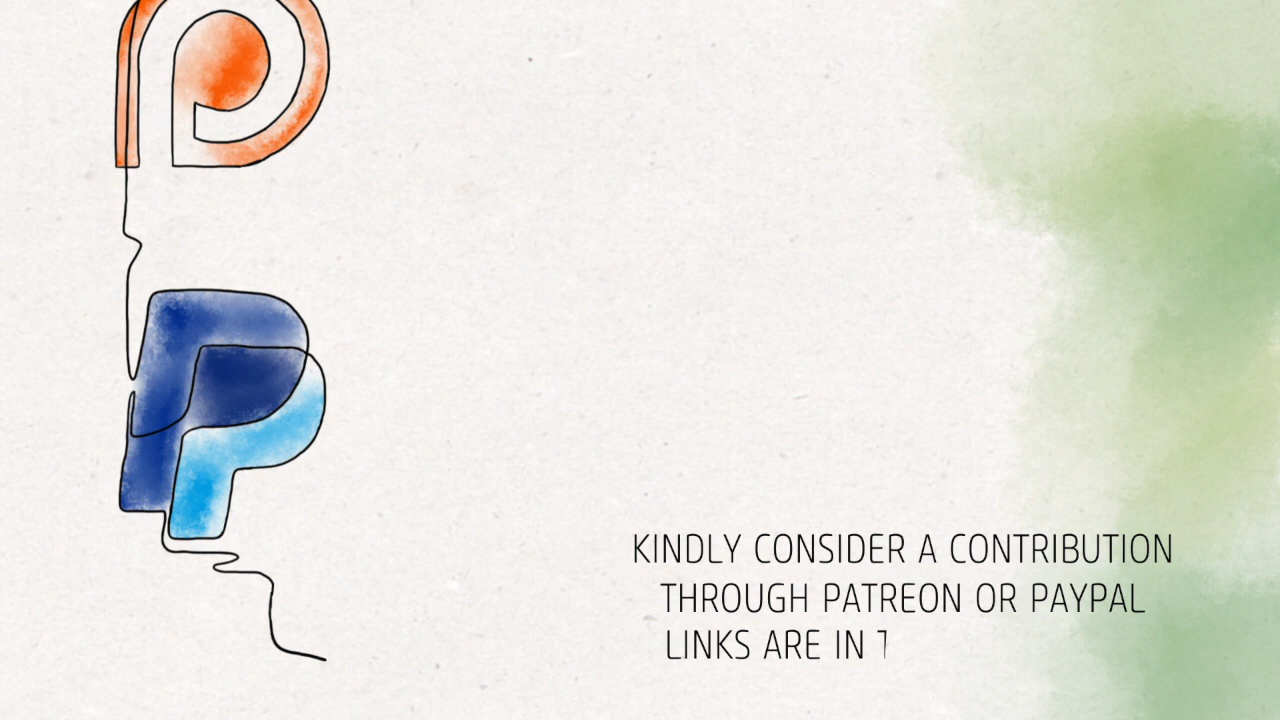 KINDLY CONSIDER A CONTRIBUTION
THROUGH PATREON OR PAYPAL
LINKS ARE IN